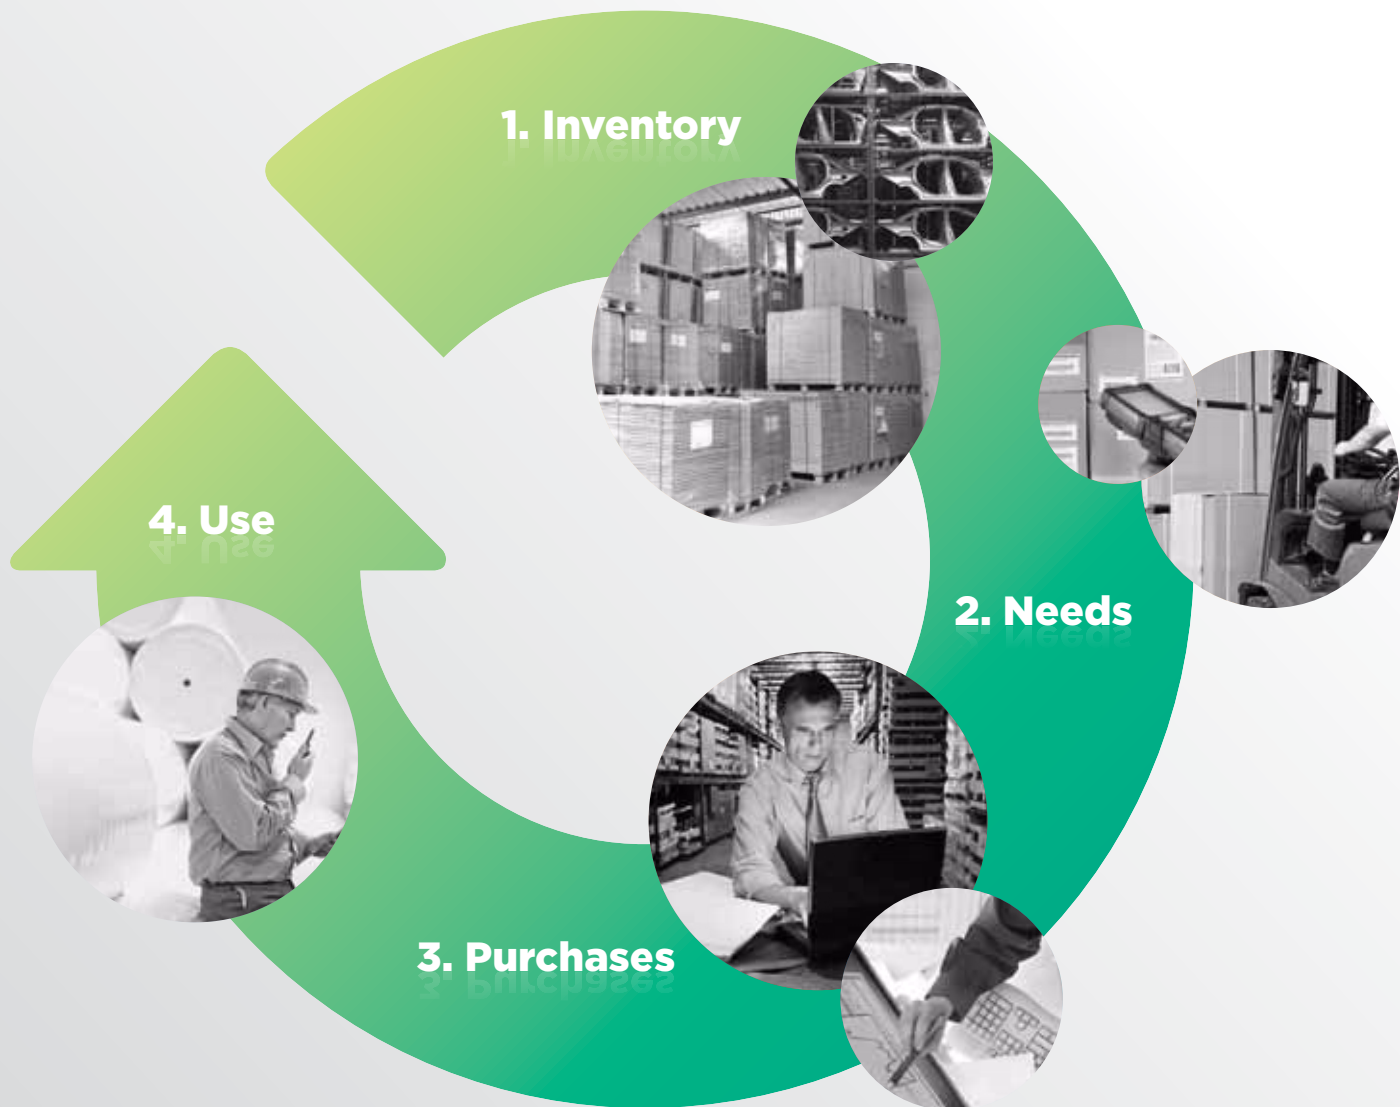 1. Inventory
2. Needs
3. Purchases
4. Use